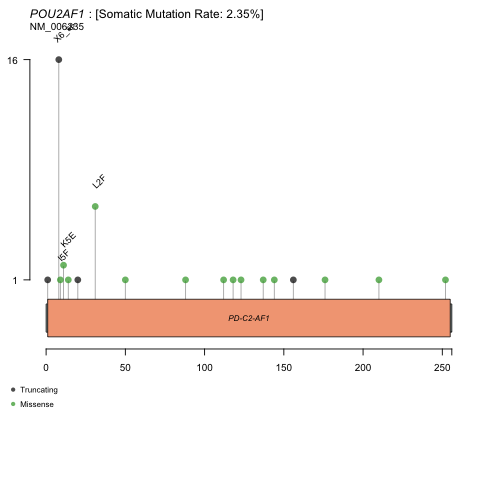 POU2AF1 : [Somatic Mutation Rate: 2.35%]
NM_006235
16
L2F
K5E
I5F
1
PD-C2-AF1
0 50 100 150 200 250
Truncating
Missense